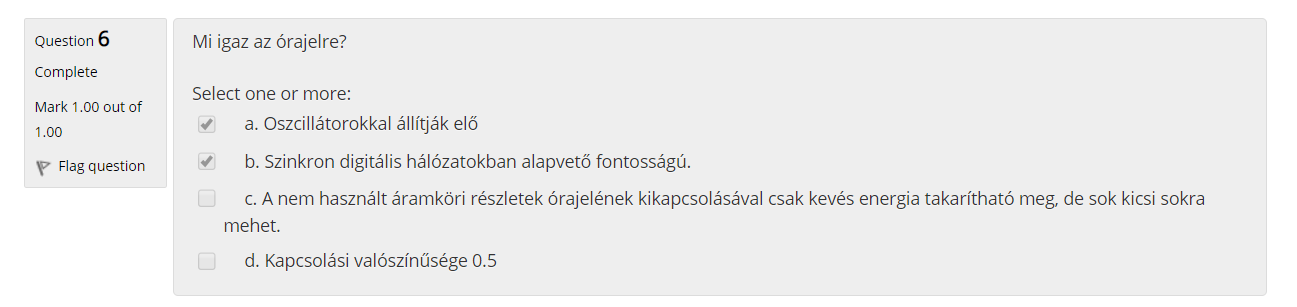 Question 6
Complete
Mark 1.00 out of
1.00
Flag question
Mi igaz az órajelre?
Select one or more:
a. Oszcillátorokkal állítják elő
b. Szinkron digitális hálózatokban alapvető fontosságú.
c. A nem használt áramköri részletek órajelének kikapcsolásával csak kevés energia takarítható meg, de sok kicsi sokra
mehet.
d. Kapcsolási valószínűsége 0.5